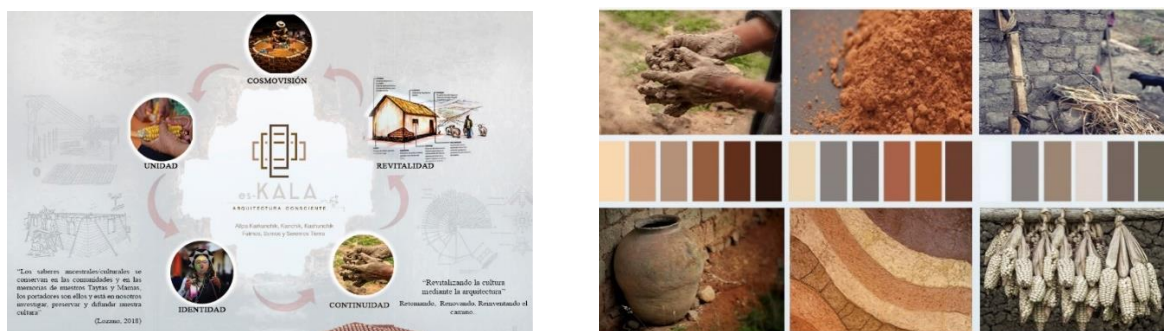 COSMOVISIÓN
UNIDAD
REVITALIDAD
es-KALA
ARQUITECTURA CONSCIENTE
IDENTIDAD
CONTINUIDAD
“Los saberes ancestrales/culturales se
conservan en las comunidades y en las
memorias de nuestros Taytas y Mamas,
los portadores son ellos y está en nosotros
investigar, preservar y difundir nuestra
cultura”
(Lozano, 2018)
“Revitalizando la cultura
mediante la arquitectura”
Retomando, Renovando, Reinventando el
camino.